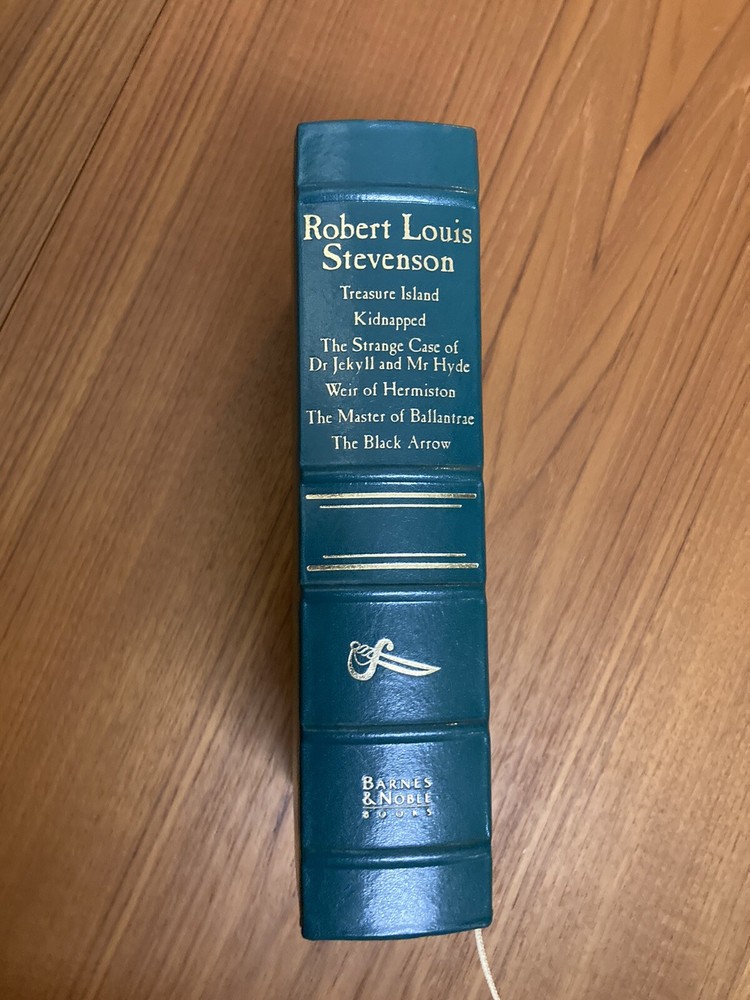 Robert Louis
Stevenson
Treasure Island
Kidnapped
The Strange Case of
Dr Jekyll and Mr Hyde
Weir of Hermiston
The Master of Ballantrae
The Black Arrow
BARNES
& NOBLE
BOOKS